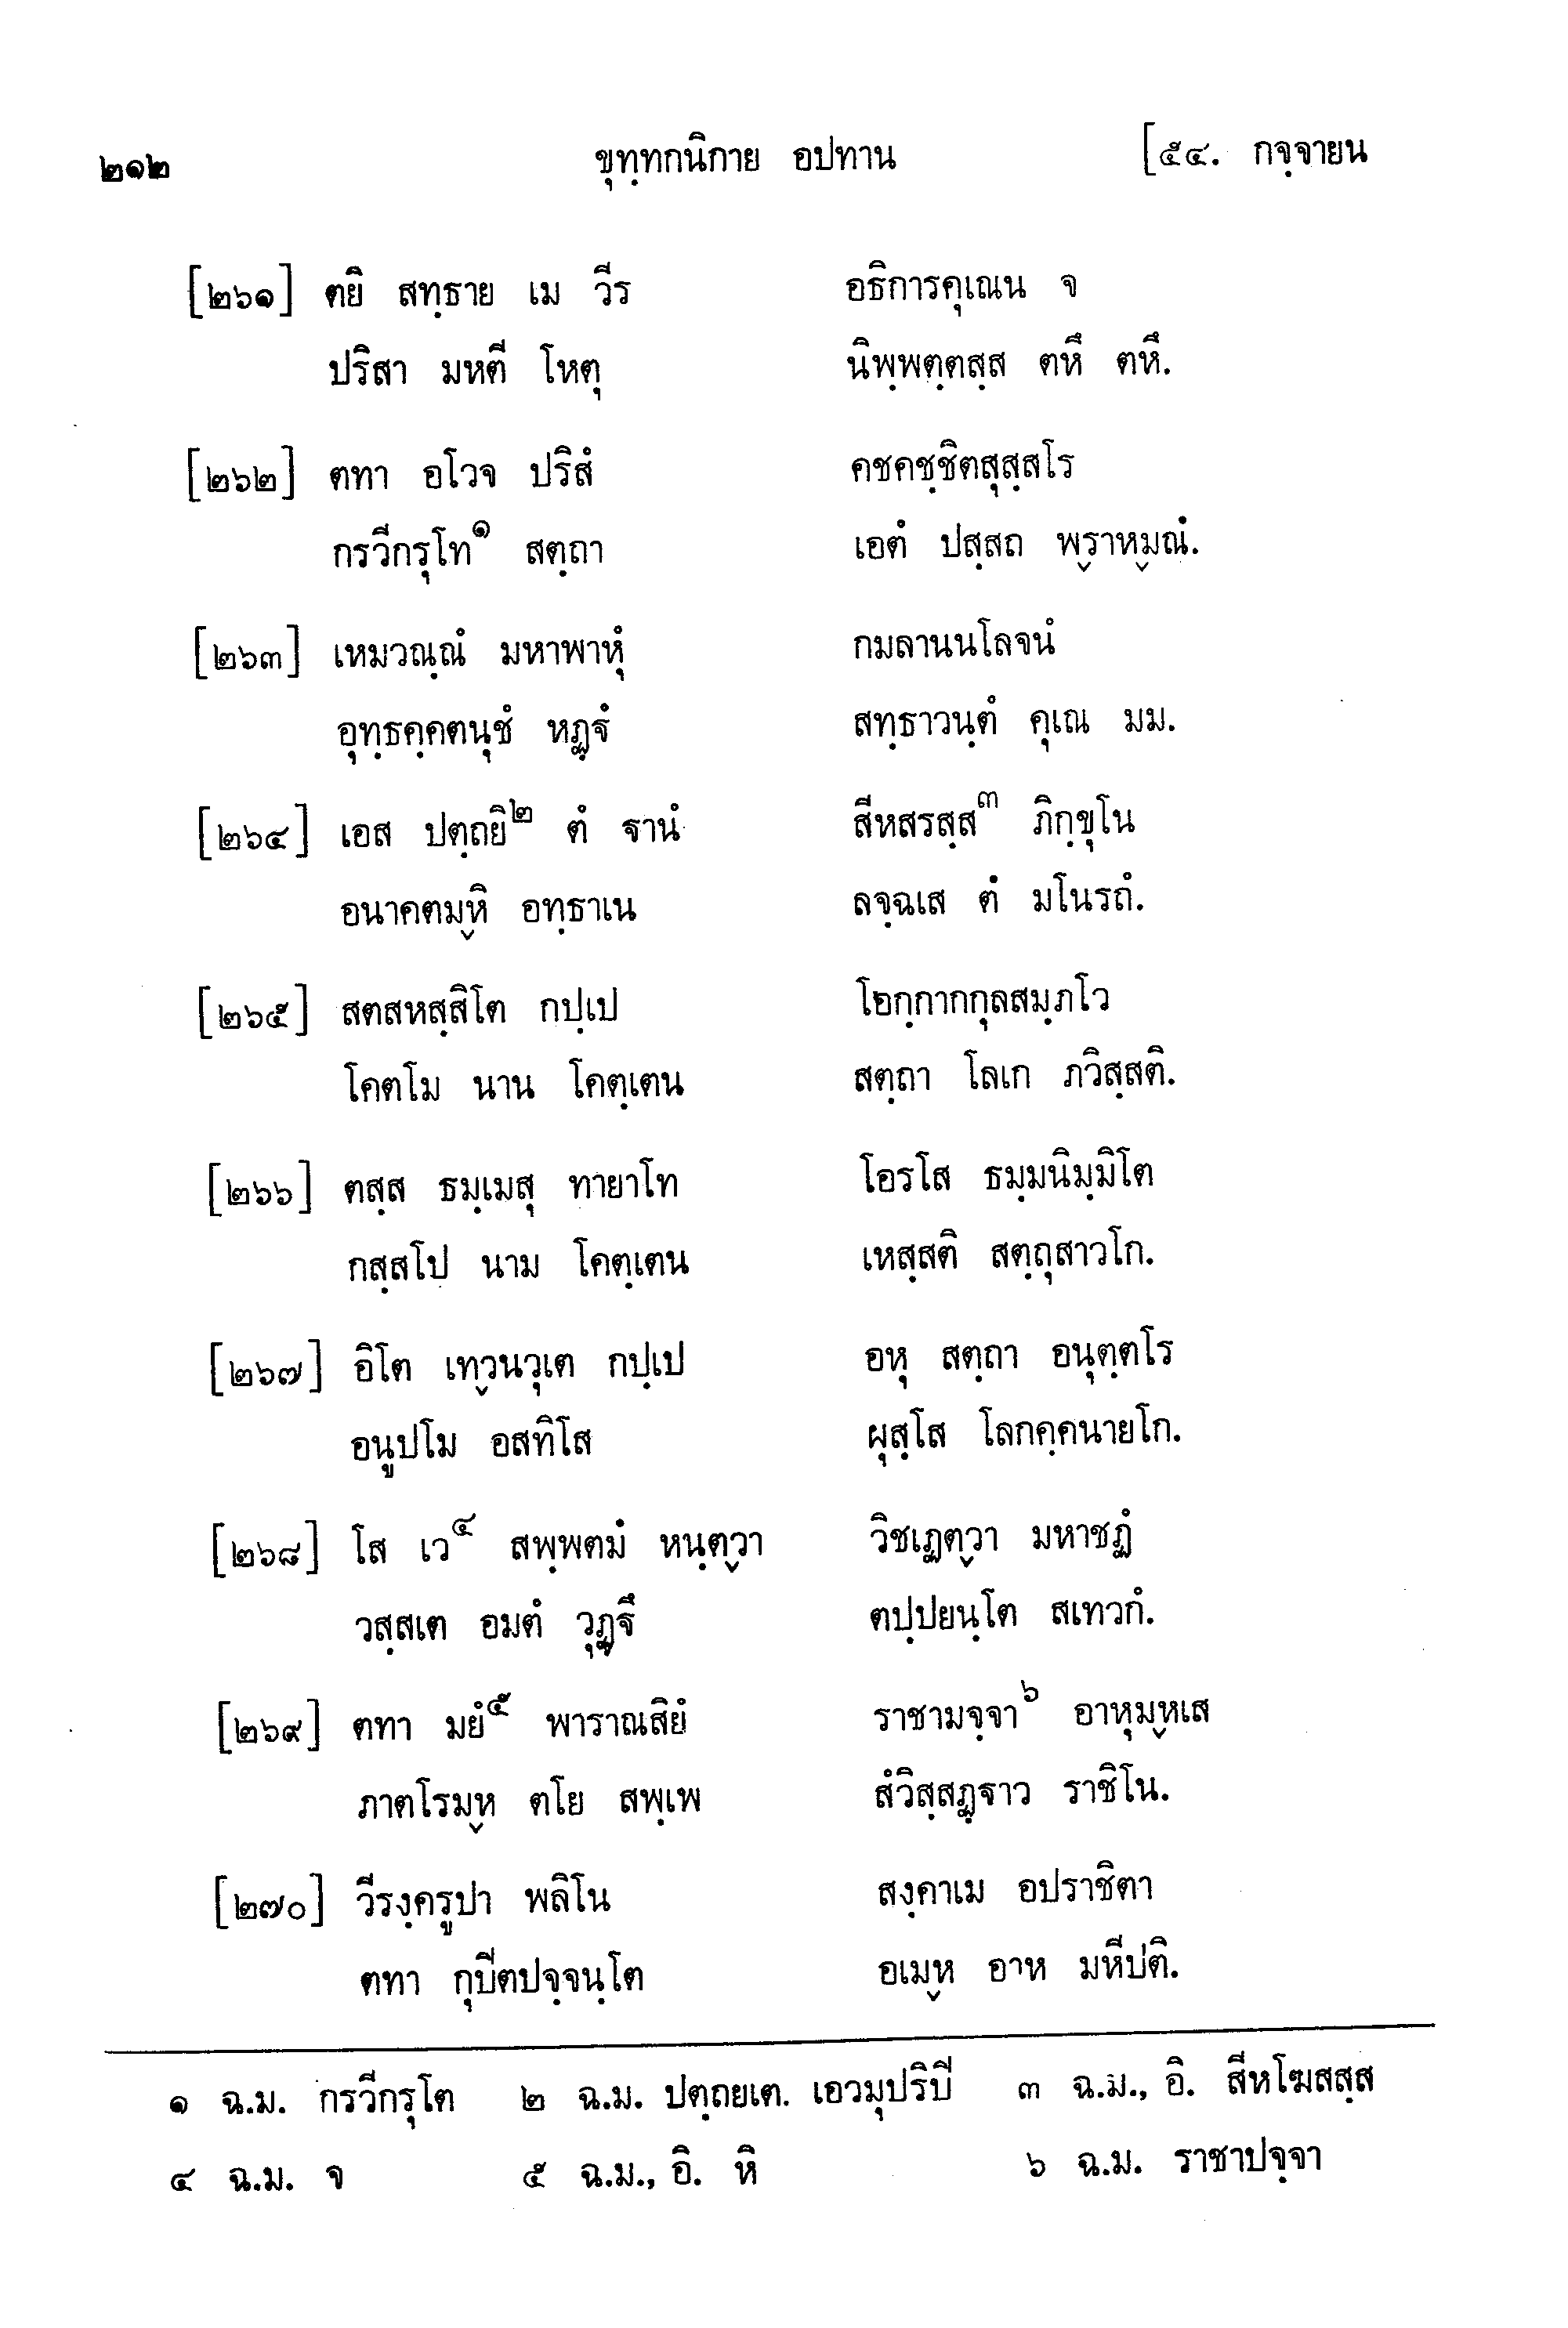 ๒๑๒ ขุทฺทกนิกาย อปทาน [๕๔. กจฺจายน
[๒๖๑] ตยิ สทฺธาย เม วีร อธิการคุเณน จ
ปริสา มหตี โหตุ นิพฺพตฺตสฺส ตหึ ตหึ.
[๒๖๒] ตทา อโวจ ปริสํ คชคชฺชิตสุสฺสโร
กรวีกรุโท๑ สตฺถา เอตํ ปสฺสถ พฺราหฺมณํ.
[๒๖๓] เหมวณฺณํ มหาพาหุํ กมลานนโลจนํ
อุทฺธคฺคตนุชํ หฏฺฐํ สทฺธาวนฺตํ คุเณ มม.
[๒๖๔] เอส ปตฺถยิ๒ ตํ ฐานํ สีหสรสฺส๓ ภิกฺขุโน
อนาคตมฺหิ อทฺธาเน ลจฺฉเส ตํ มโนรถํ.
[๒๖๕] สตสหสฺสิโต กปฺเป โอกฺกากกุลสมฺภโว
โคตโม นาน โคตฺเตน สตฺถา โลเก ภวิสฺสติ.
[๒๖๖] ตสฺส ธมฺเมสุ ทายาโท โอรโส ธมฺมนิมฺมิโต
กสฺสโป นาม โคตฺเตน เหสฺสติ สตฺถุสาวโก.
[๒๖๗] อิโต เทฺวนวุเต กปฺเป อหุ สตฺถา อนุตฺตโร
อนูปโม อสทิโส ผุสฺโส โลกคฺคนายโก.
[๒๖๘] โส เว๔ สพฺพตมํ หนฺตฺวา วิชเฏตฺวา มหาชฏํ
วสฺสเต อมตํ วุฏฺฐึ ตปฺปยนฺโต สเทวกํ.
[๒๖๙] ตทา มยํ๕ พาราณสิยํ ราชามจฺจา๖ อาหุมฺหเส
ภาตโรมฺห ตโย สพฺเพ สํวิสฺสฏฺฐาว ราชิโน.
[๒๗๐] วีรงฺครูปา พลิโน สงฺคาเม อปราชิตา
ตทา กุปิตปจฺจนฺโต อเมฺห อาห มหีปติ.
๑ ฉ.ม. กรวีกรุโต ๒ ฉ.ม. ปตฺถยเต. เอวมุปริปี ๓ ฉ.ม., อิ. สีหโฆสสฺส
๔ ฉ.ม. จ ๕ ฉ.ม., อิ. หิ ๖ ฉ.ม. ราชาปจฺจา